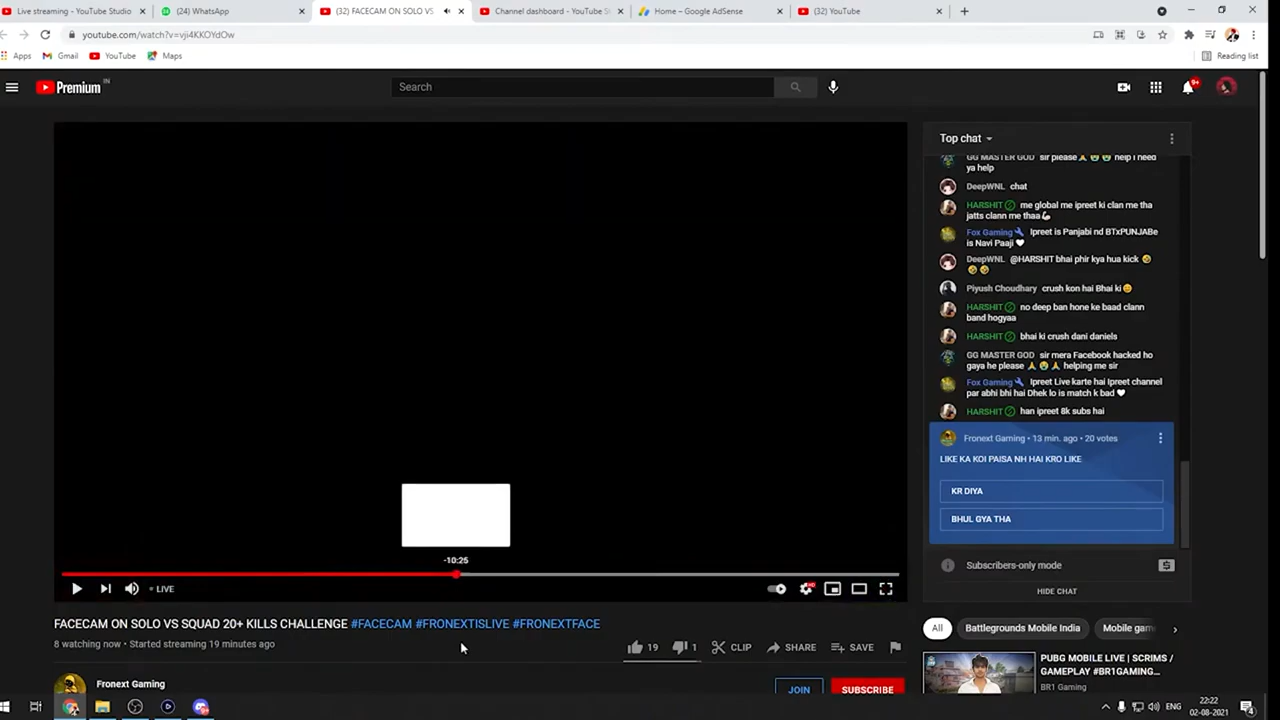 Live streaming - YouTube Studio
(24) WhatsApp
(32) FACECAM ON SOLO VS
Channel dashboard - YouTube S
Home – Google AdSense
(32) YouTube
youtube.com/watch?v=vji4KKOYdOw
Apps
Gmail
YouTube
Maps
Reading list
Premium IN
Search
9+
Top chat
GG MASTER GOD sir please🙏😭😭 help I need
ya help
DeepWNL chat
HARSHIT me global me ipreet ki clan me tha
jatts clann me thaa💪
Fox Gaming Ipreet is Panjabi nd BTxPUNJABe
is Navi Paaji 🤍
DeepWNL @HARSHIT bhai phir kya hua kick 🤣
🤣🤣
Piyush Choudhary crush kon hai Bhai ki😊
HARSHIT no deep ban hone ke baad clann
band hogyaa
HARSHIT bhai ki crush dani daniels
GG MASTER GOD sir mera Facebook hacked ho
gaya he please 🙏😭🙏 helping me sir
Fox Gaming Ipreet Live karte hai Ipreet channel
par abhi bhi hai Dhek lo is match k bad 🤍
HARSHIT han ipreet 8k subs hai
Fronext Gaming • 13 min. ago • 20 votes
LIKE KA KOI PAISA NH HAI KRO LIKE
KR DIYA
BHUL GYA THA
Subscribers-only mode
HIDE CHAT
-10:25
LIVE
HD
FACECAM ON SOLO VS SQUAD 20+ KILLS CHALLENGE #FACECAM #FRONEXTISLIVE #FRONEXTFACE
8 watching now • Started streaming 19 minutes ago
19
1
CLIP
SHARE
SAVE
Fronext Gaming
JOIN
SUBSCRIBE
All
Battlegrounds Mobile India
Mobile gam
PUBG MOBILE LIVE | SCRIMS /
GAMEPLAY #BR1GAMING...
BR1 Gaming
ENG
22:22
02-08-2021
4